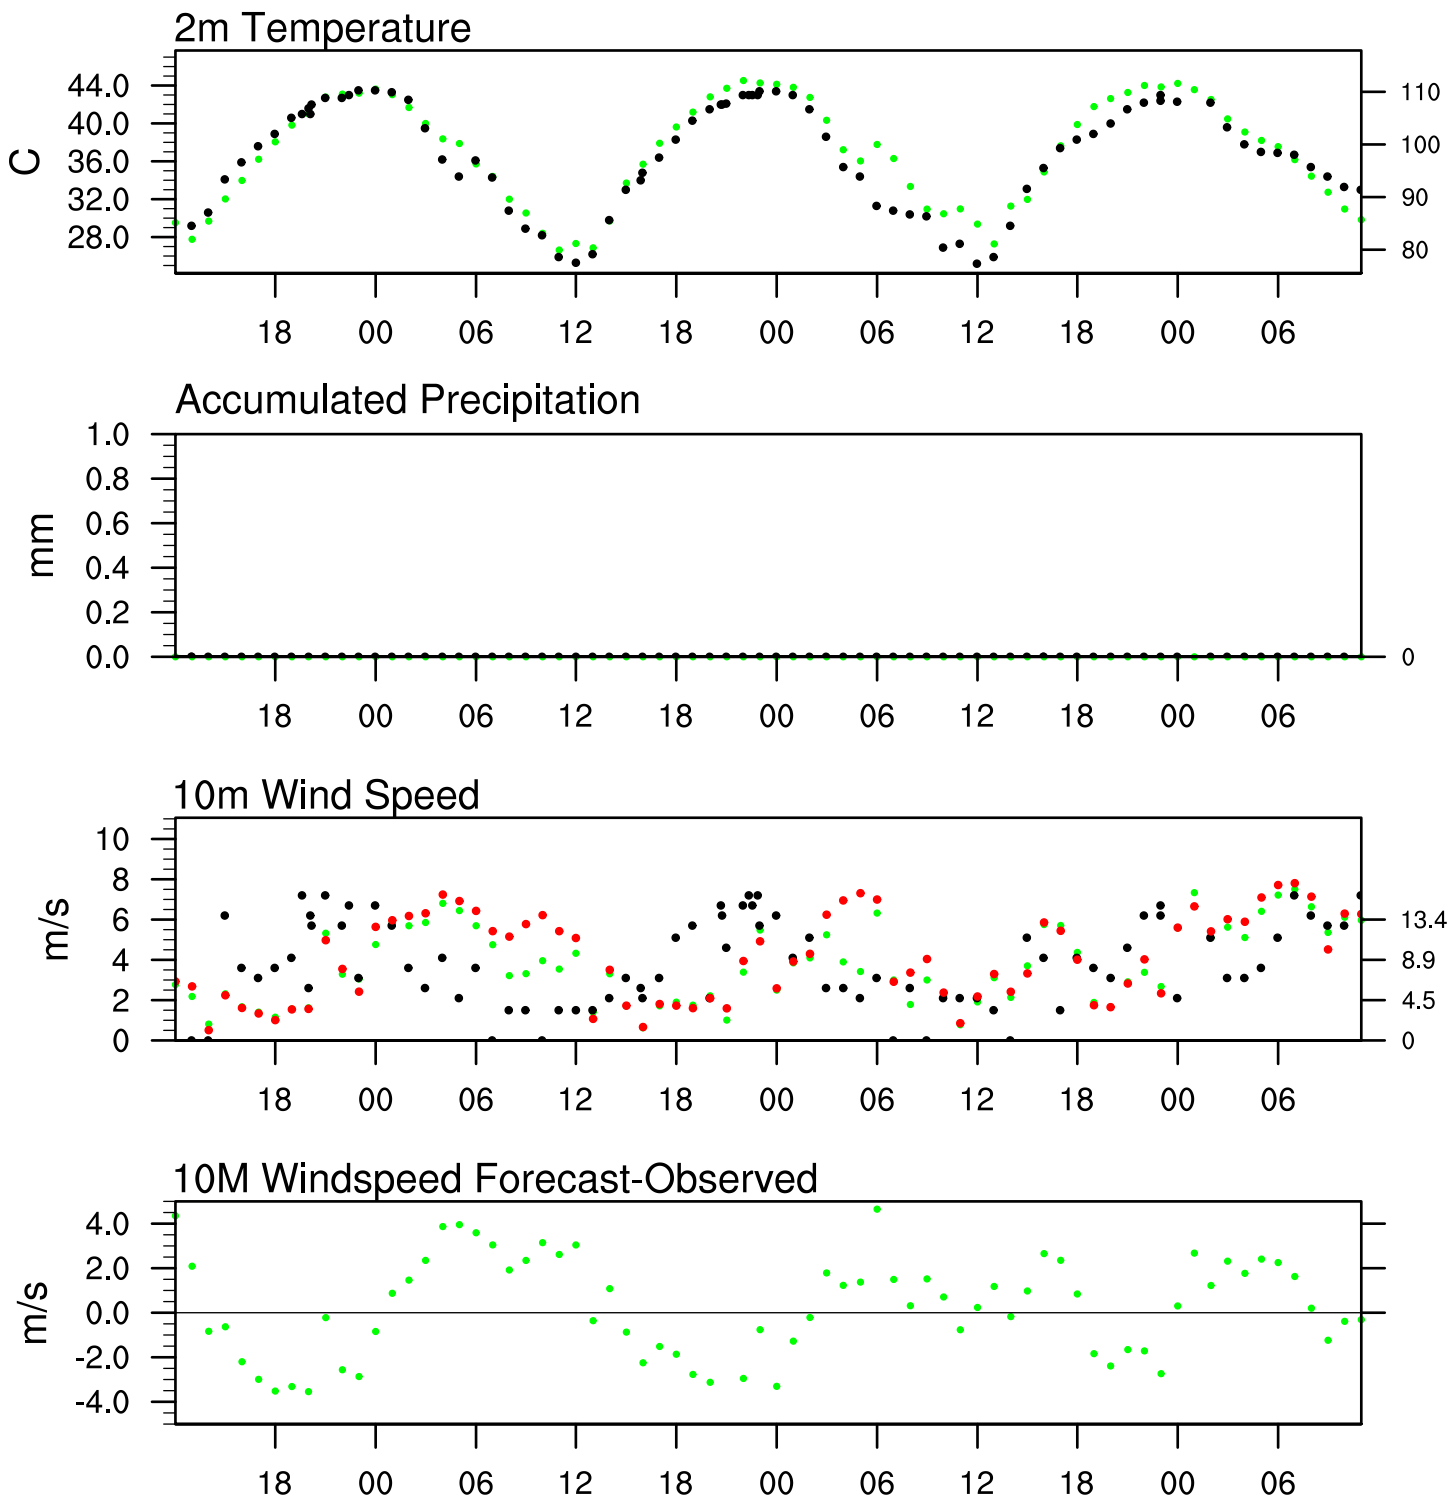 2m Temperature
C
44.0
40.0
36.0
32.0
28.0
110
100
90
80
18 00 06 12 18 00 06 12 18 00 06
Accumulated Precipitation
mm
1.0
0.8
0.6
0.4
0.2
0.0
0
18 00 06 12 18 00 06 12 18 00 06
10m Wind Speed
m/s
10
8
6
4
2
0
13.4
8.9
4.5
0
18 00 06 12 18 00 06 12 18 00 06
10M Windspeed Forecast-Observed
m/s
4.0
2.0
0.0
-2.0
-4.0
18 00 06 12 18 00 06 12 18 00 06